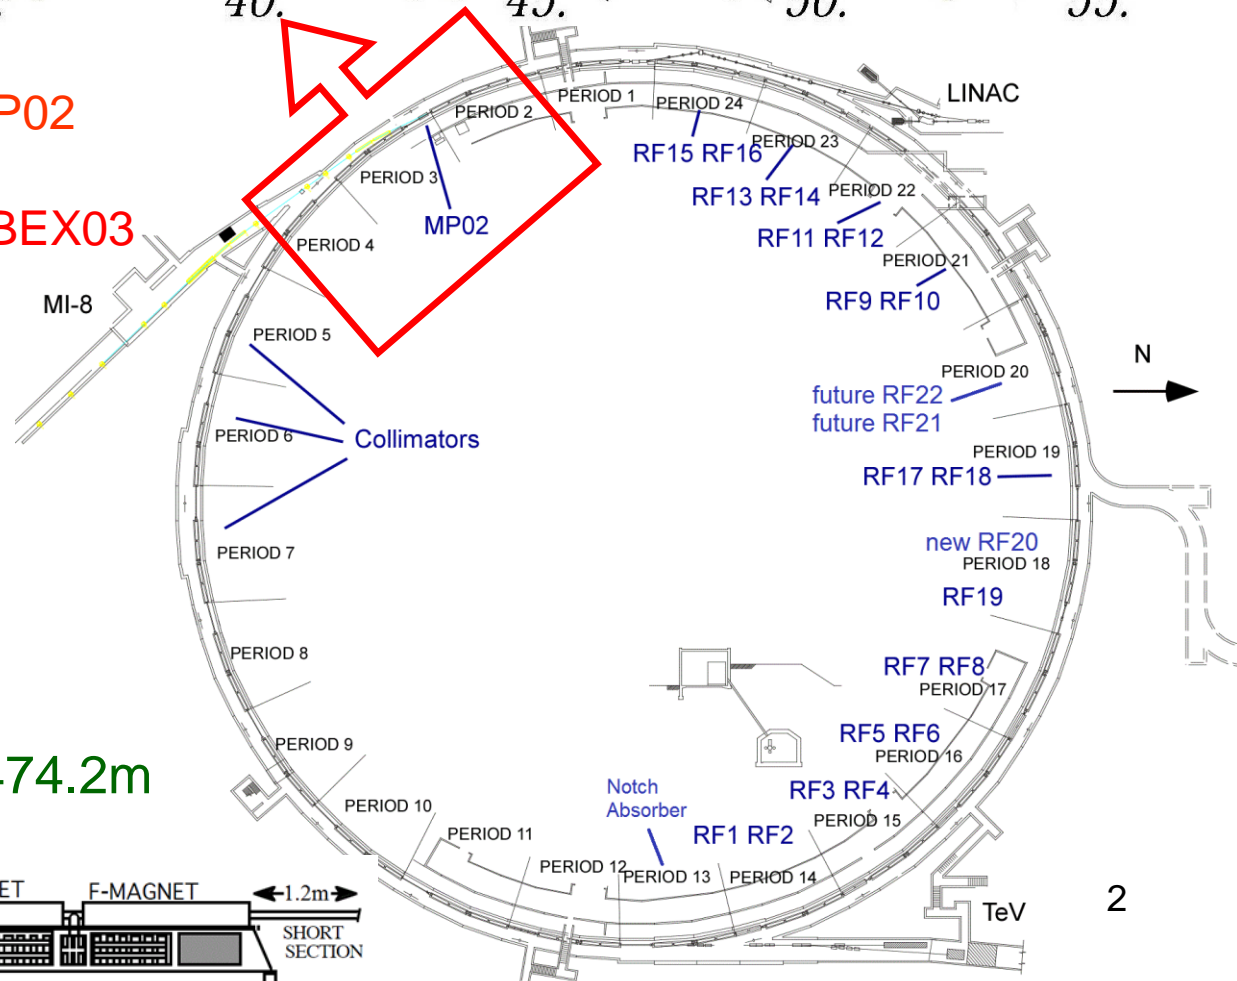 40.
45.
50.
55.
P02
BEX03
MI-8
LINAC
PERIOD 1
PERIOD 2
PERIOD 24
PERIOD 23
RF15 RF16
RF13 RF14
PERIOD 3
PERIOD 22
MP02
RF11 RF12
PERIOD 4
PERIOD 21
RF9 RF10
PERIOD 5
N
PERIOD 20
future RF22
future RF21
PERIOD 6
Collimators
PERIOD 19
RF17 RF18
PERIOD 7
new RF20
PERIOD 18
RF19
PERIOD 8
RF7 RF8
PERIOD 17
RF5 RF6
PERIOD 9
PERIOD 16
474.2m
Notch
Absorber
RF3 RF4
PERIOD 10
PERIOD 15
PERIOD 11
RF1 RF2
PERIOD 12
PERIOD 13
PERIOD 14
ET
F-MAGNET
1.2m
SHORT
SECTION
TeV
2